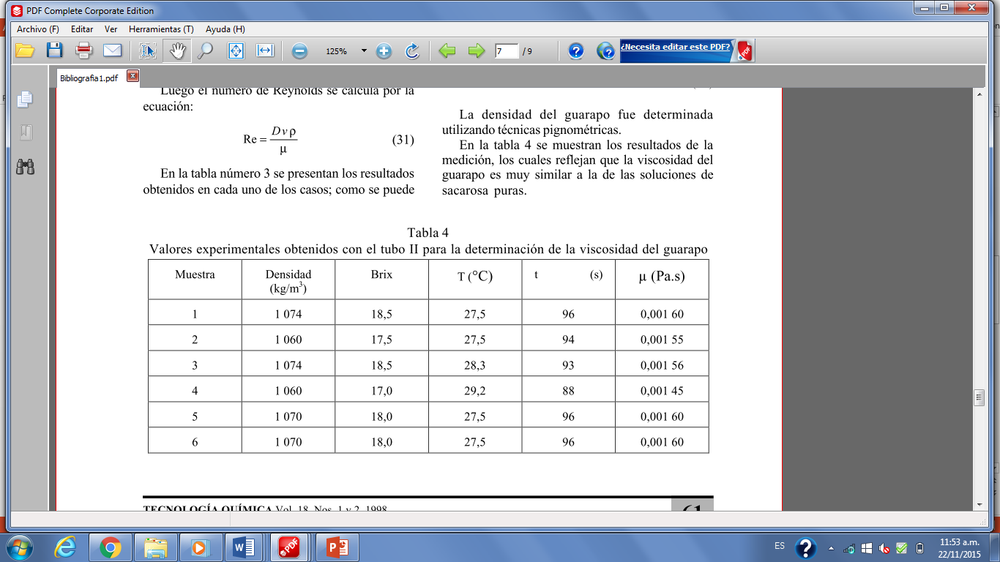 PDF Complete Corporate Edition
Archivo (F) Editar Ver Herramientas (T) Ayuda (H)
125% 7 / 9 ¿Necesita editar este PDF?
Bibliografia1.pdf
Luego el número de Reynolds se calcula por la
ecuación:
Re = D v ρ / μ (31)
En la tabla número 3 se presentan los resultados
obtenidos en cada uno de los casos; como se puede
La densidad del guarapo fue determinada
utilizando técnicas pignométricas.
En la tabla 4 se muestran los resultados de la
medición, los cuales reflejan que la viscosidad del
guarapo es muy similar a la de las soluciones de
sacarosa puras.
Tabla 4
Valores experimentales obtenidos con el tubo II para la determinación de la viscosidad del guarapo
Muestra Densidad (kg/m³) Brix T (°C) t (s) μ (Pa.s)
1 1 074 18,5 27,5 96 0,001 60
2 1 060 17,5 27,5 94 0,001 55
3 1 074 18,5 28,3 93 0,001 56
4 1 060 17,0 29,2 88 0,001 45
5 1 070 18,0 27,5 96 0,001 60
6 1 070 18,0 27,5 96 0,001 60
TECNOLOGÍA QUÍMICA Vol. 18, Nos. 1 y 2, 1998
61
ES 11:53 a.m.
22/11/2015